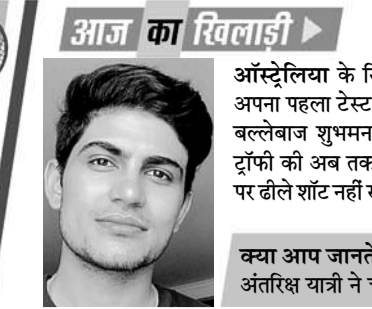 आज का खिलाड़ी
ऑस्ट्रेलिया के
अपना पहला टेस्ट
बल्लेबाज शुभमन
ट्रॉफी की अब तक
पर ढीले शॉट नहीं
क्या आप जानते
अंतरिक्ष यात्री ने